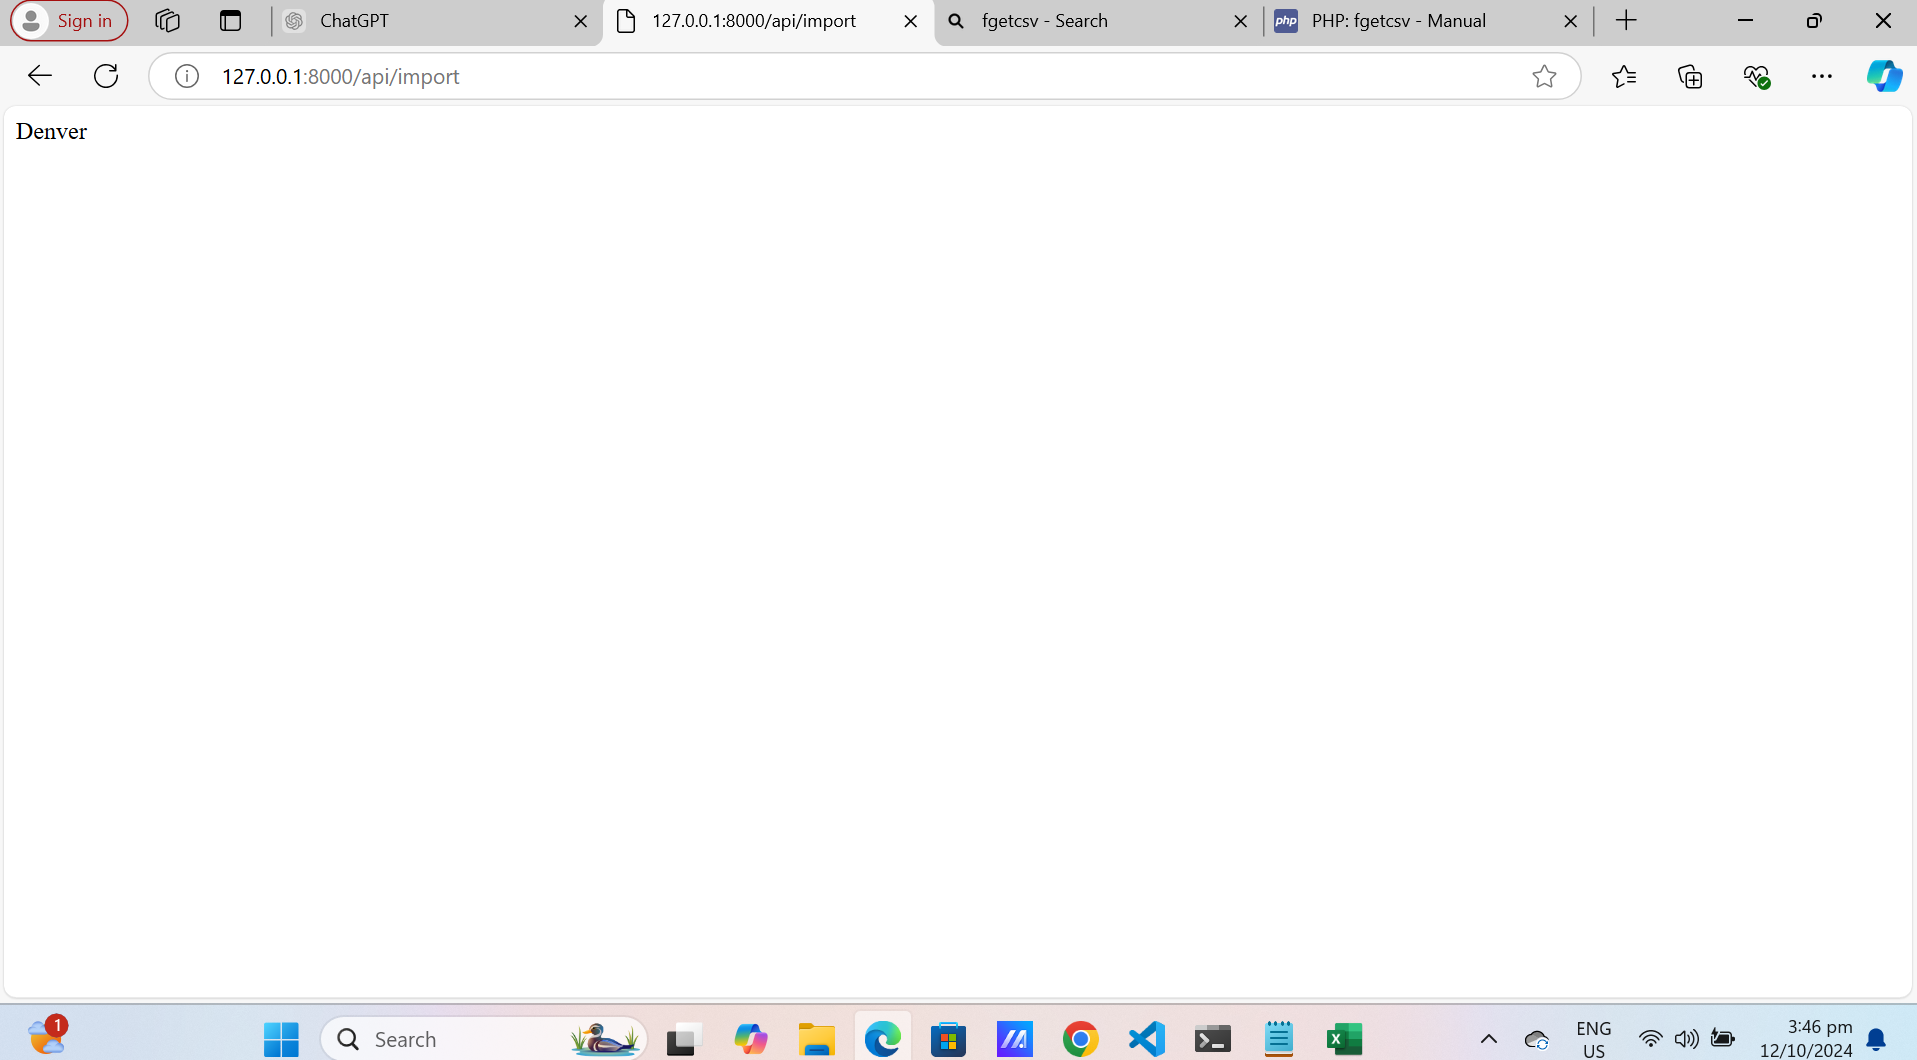 Sign in
ChatGPT
127.0.0.1:8000/api/import
fgetcsv - Search
php
PHP: fgetcsv - Manual
127.0.0.1:8000/api/import
Denver
1
Search
ENG
US
3:46 pm
12/10/2024